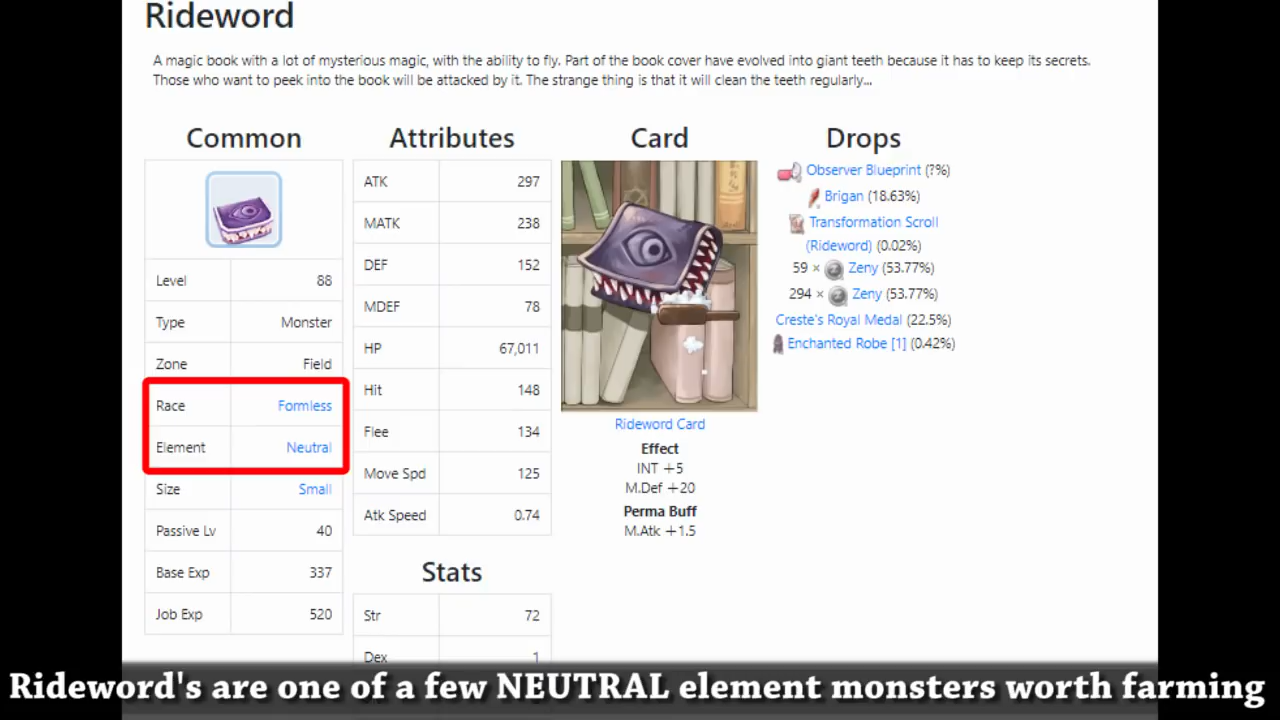 Rideword
A magic book with a lot of mysterious magic, with the ability to fly. Part of the book cover have evolved into giant teeth because it has to keep its secrets.
Those who want to peek into the book will be attacked by it. The strange thing is that it will clean the teeth regularly...
Common
Level 88
Type Monster
Zone Field
Race Formless
Element Neutral
Size Small
Passive Lv 40
Base Exp 337
Job Exp 520
Attributes
ATK 297
MATK 238
DEF 152
MDEF 78
HP 67,011
Hit 148
Flee 134
Move Spd 125
Atk Speed 0.74
Stats
Str 72
Dex 1
Card
Rideword Card
Effect
INT +5
M.Def +20
Perma Buff
M.Atk +1.5
Drops
Observer Blueprint (?%)
Brigan (18.63%)
Transformation Scroll
(Rideword) (0.02%)
59 × Zeny (53.77%)
294 × Zeny (53.77%)
Creste's Royal Medal (22.5%)
Enchanted Robe [1] (0.42%)
Rideword's are one of a few NEUTRAL element monsters worth farming